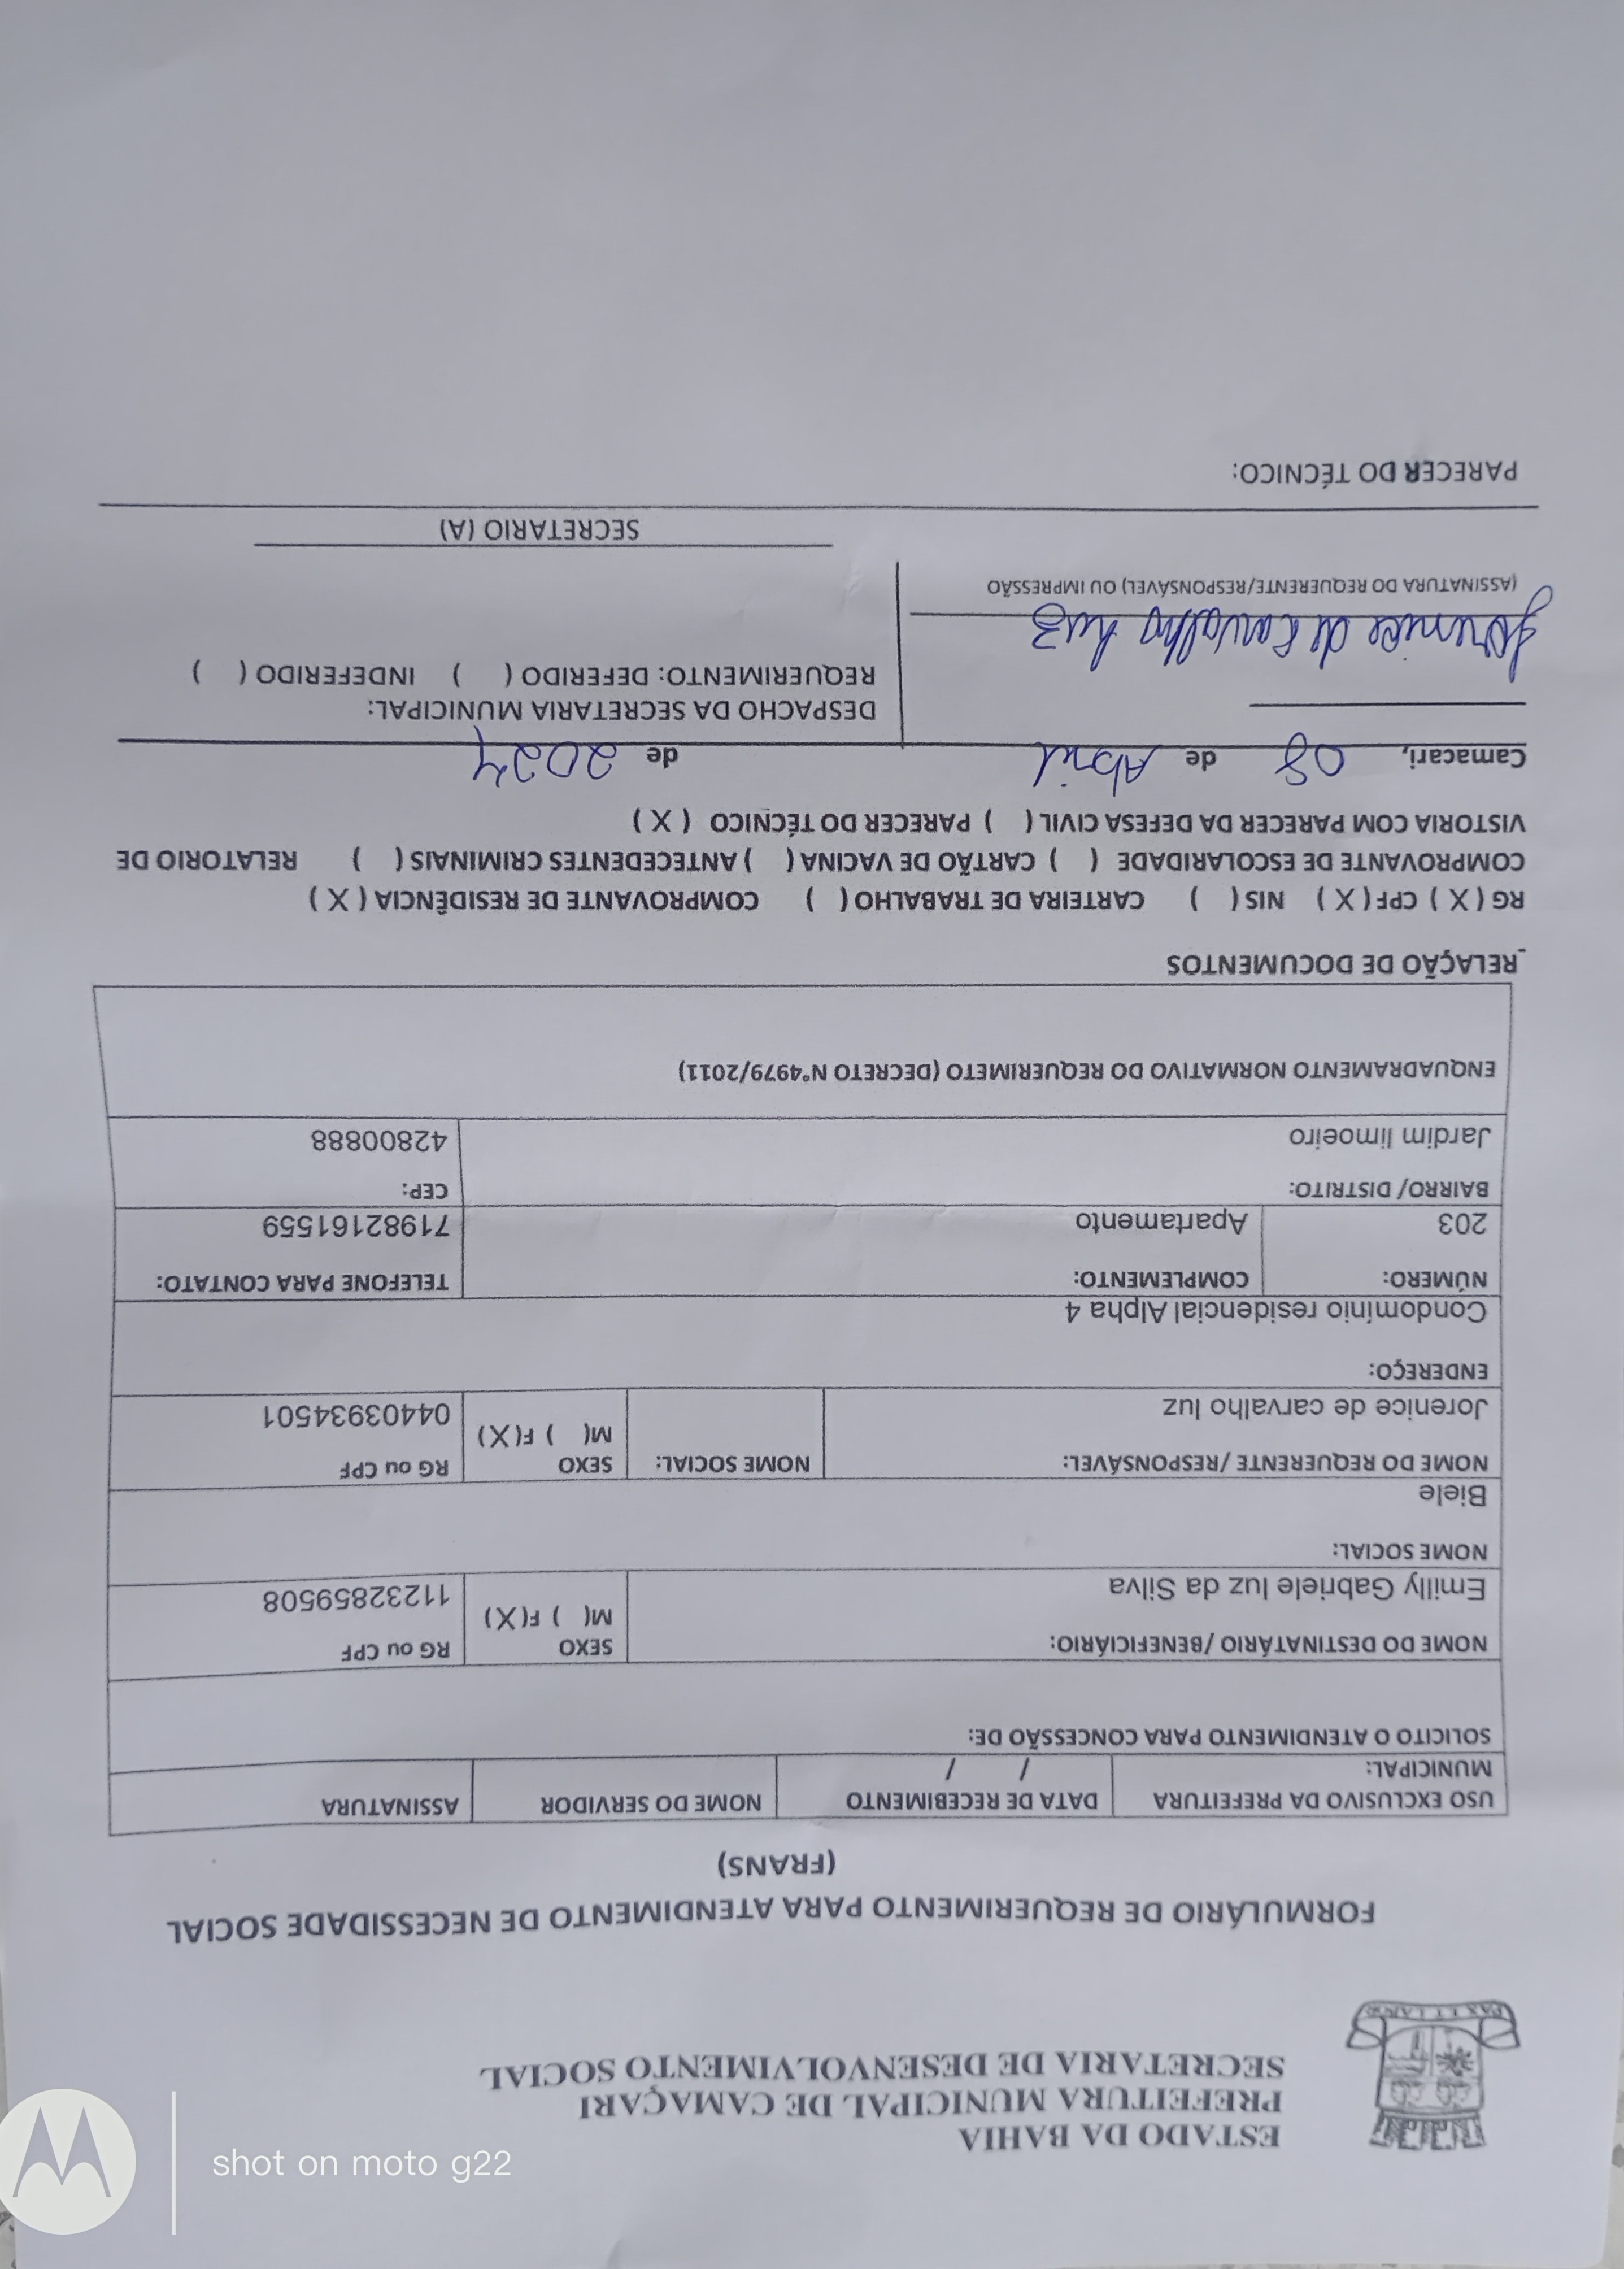 ESTADO DA BAHIA
PREFEITURA MUNICIPAL DE CAMAÇARI
SECRETARIA DE DESENVOLVIMENTO SOCIAL
PAX ET LABOR
FORMULÁRIO DE REQUERIMENTO PARA ATENDIMENTO DE NECESSIDADE SOCIAL
(FRANS)
USO EXCLUSIVO DA PREFEITURA MUNICIPAL:
DATA DE RECEBIMENTO
/ /
NOME DO SERVIDOR
ASSINATURA
SOLICITO O ATENDIMENTO PARA CONCESSÃO DE:
NOME DO DESTINATÁRIO /BENEFICIÁRIO:
Emilly Gabriele luz da Silva
SEXO
M( ) F(X)
RG ou CPF
11232859508
NOME SOCIAL:
Biele
NOME DO REQUERENTE /RESPONSÁVEL:
Jorenice de carvalho luz
NOME SOCIAL:
SEXO
M( ) F(X)
RG ou CPF
04403934501
ENDEREÇO:
Condomínio residencial Alpha 4
NÚMERO:
203
COMPLEMENTO:
Apartamento
TELEFONE PARA CONTATO:
71982161559
BAIRRO/ DISTRITO:
Jardim limoeiro
CEP:
42800888
ENQUADRAMENTO NORMATIVO DO REQUERIMETO (DECRETO N°4979/2011)
RELAÇÃO DE DOCUMENTOS
RG ( X ) CPF ( X ) NIS ( ) CARTEIRA DE TRABALHO ( ) COMPROVANTE DE RESIDÊNCIA ( X )
COMPROVANTE DE ESCOLARIDADE ( ) CARTÃO DE VACINA ( ) ANTECEDENTES CRIMINAIS ( ) RELATORIO DE
VISTORIA COM PARECER DA DEFESA CIVIL ( ) PARECER DO TÉCNICO ( X )
Camacari, 08 de Abril de 2024
DESPACHO DA SECRETARIA MUNICIPAL:
REQUERIMENTO: DEFERIDO ( ) INDEFERIDO ( )
Jorenice de Carvalho Luz
(ASSINATURA DO REQUERENTE/RESPONSÁVEL) OU IMPRESSÃO
SECRETARIO (A)
PARECER DO TÉCNICO:
shot on moto g22